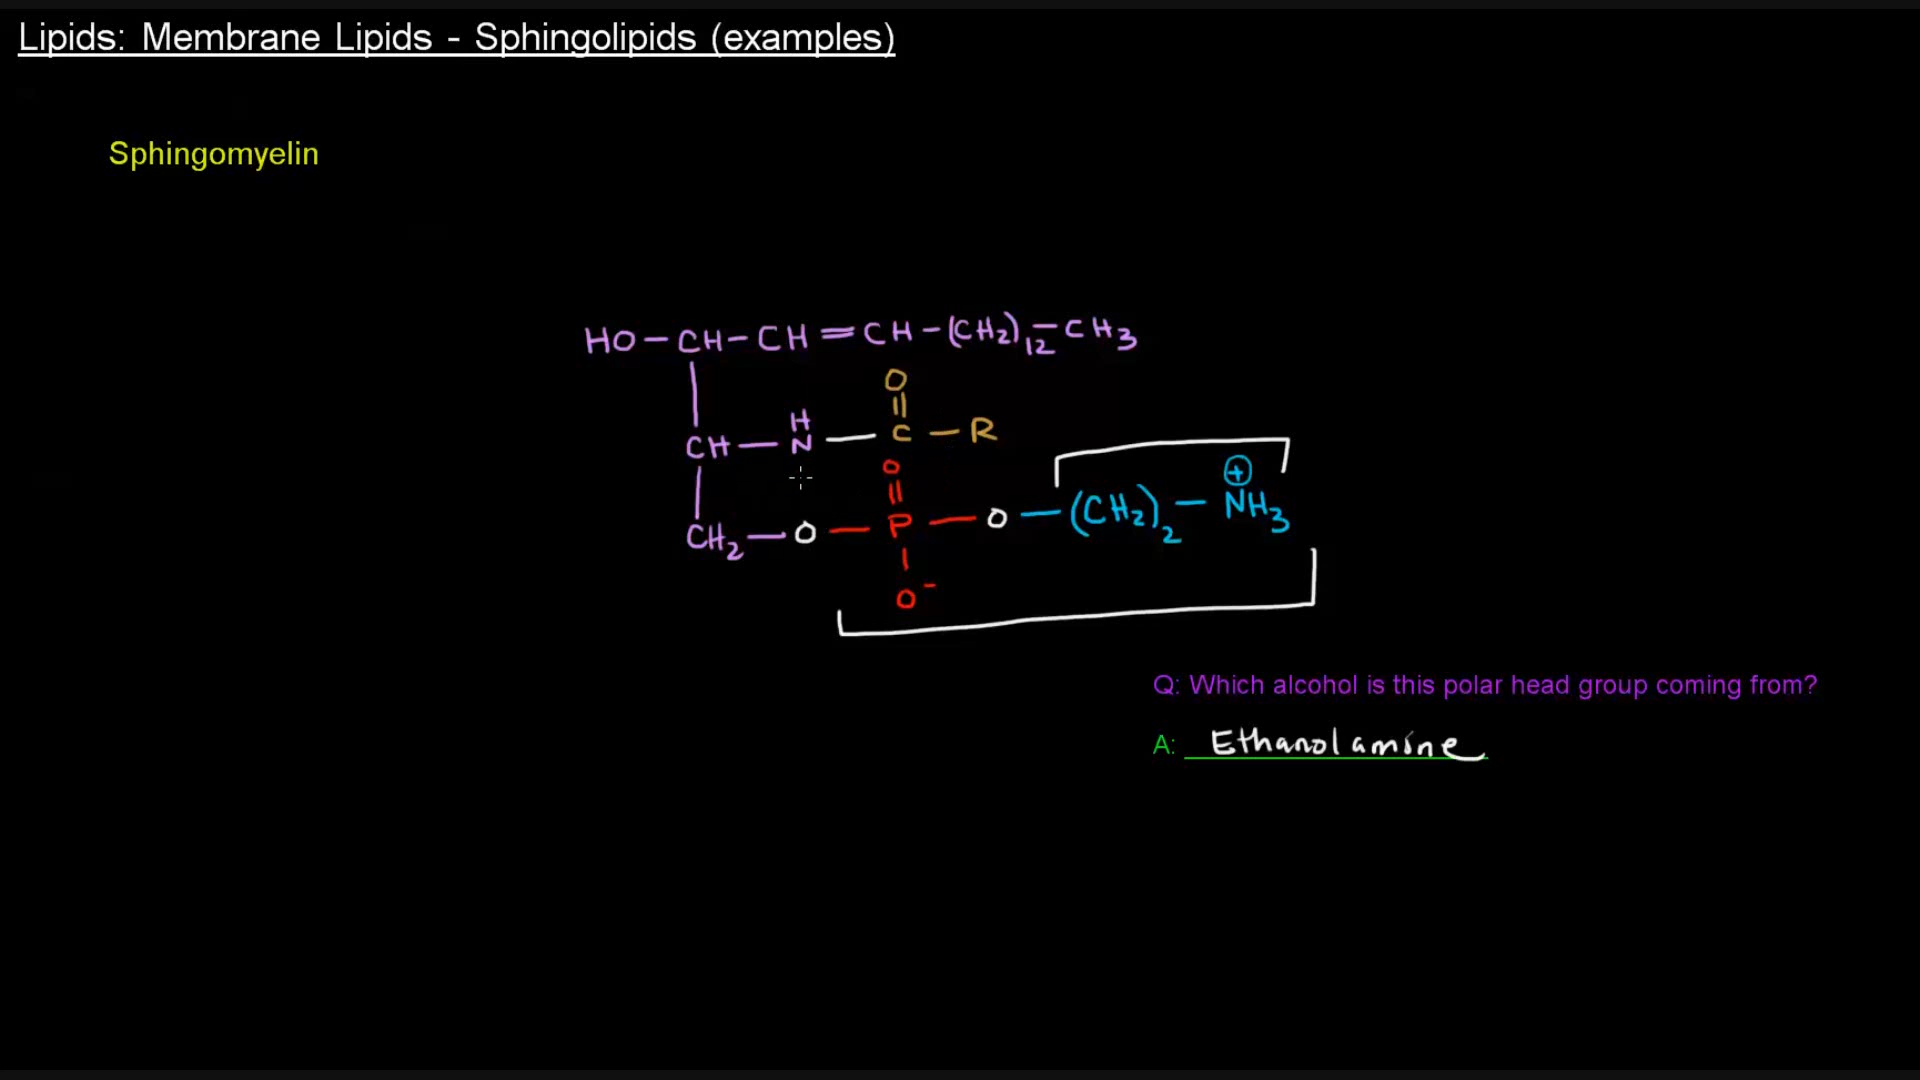 Lipids: Membrane Lipids - Sphingolipids (examples)
Sphingomyelin
HO-CH-CH=CH-(CH2)12-CH3
O
H
CH-N-C-R
O
⊕
CH2-O-P-O-(CH2)2-NH3
O-
Q: Which alcohol is this polar head group coming from?
A: Ethanolamine